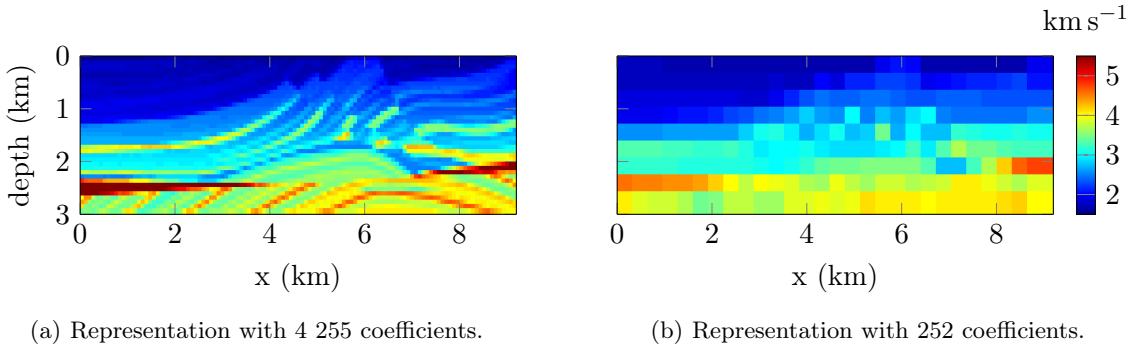 km s−1
0
1
2
3
depth (km)
0 2 4 6 8
x (km)
0 2 4 6 8
x (km)
5
4
3
2
(a) Representation with 4 255 coefficients.
(b) Representation with 252 coefficients.